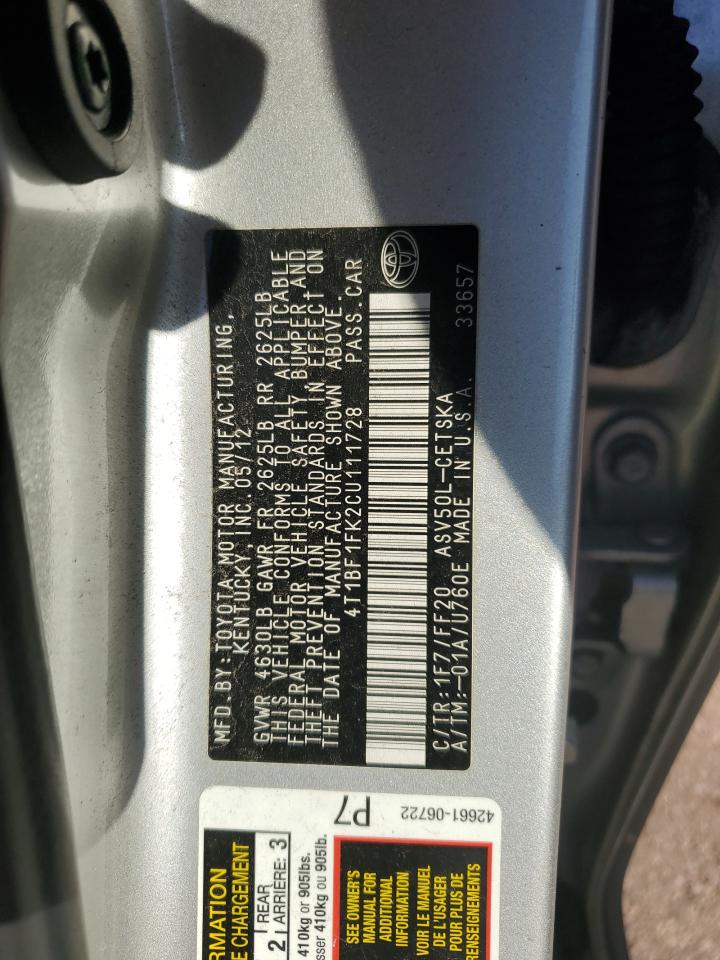 MFD. BY: TOYOTA MOTOR MANUFACTURING,
KENTUCKY, INC. 05/12
GVWR 4630LB GAWR FR 2625LB RR 2625LB
THIS VEHICLE CONFORMS TO ALL APPLICABLE
FEDERAL MOTOR VEHICLE SAFETY, BUMPER, AND
THEFT PREVENTION STANDARDS IN EFFECT ON
THE DATE OF MANUFACTURE SHOWN ABOVE.
4T1BF1FK2CU111728 PASS. CAR
C/TR: 1F7/FF20 ASV50L-CETSKA
A/TM: -01A/U760E MADE IN U.S.A. 33657
P7
42661-06722
E CHARGEMENT
2 REAR
ARRIÈRE: 3
410kg or 905lbs.
410kg ou 905lb.
SEE OWNER'S
MANUAL FOR
ADDITIONAL
INFORMATION
VOIR LE MANUEL
DE L'USAGER
POUR PLUS DE
RENSEIGNEMENTS